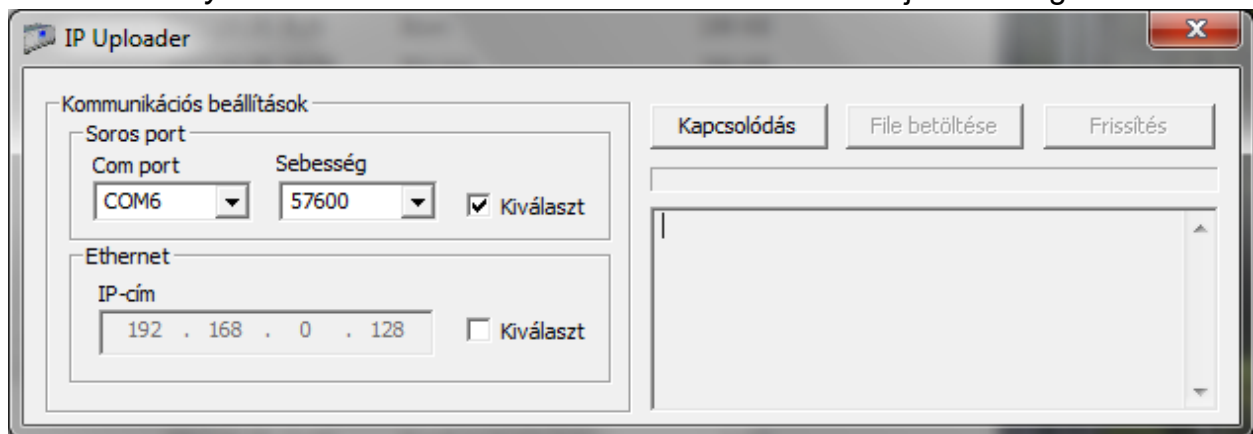 IP Uploader
Kommunikációs beállítások
Soros port
Com port Sebesség
COM6 57600 Kiválaszt
Ethernet
IP-cím
192 . 168 . 0 . 128 Kiválaszt
Kapcsolódás File betöltése Frissítés